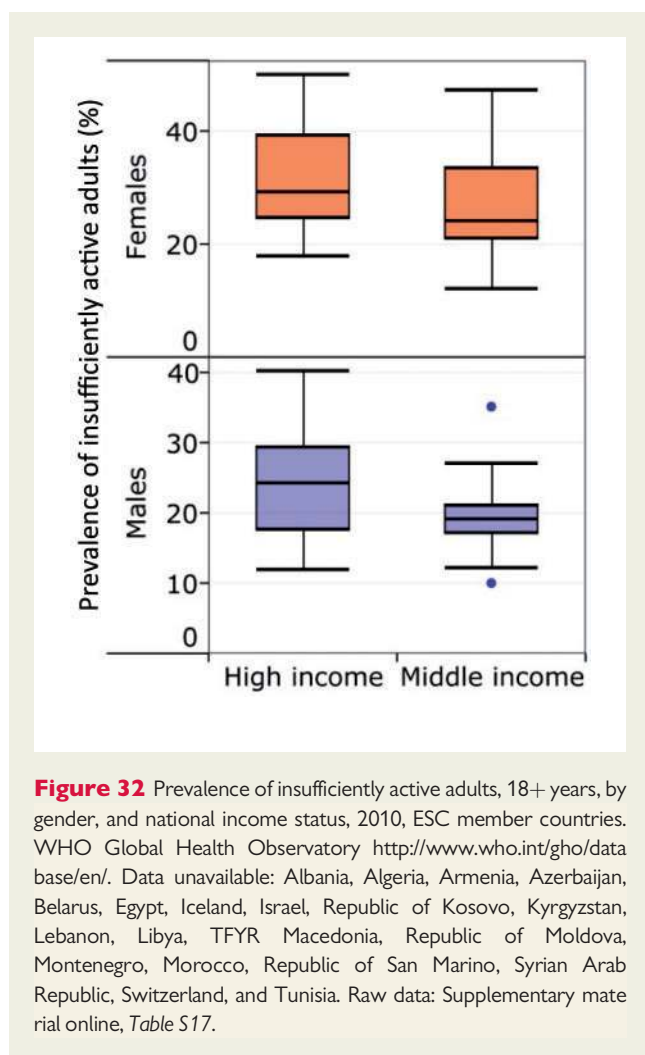 Prevalence of insufficiently active adults (%)
Females
40
20
0
Males
40
30
20
10
0
High income Middle income
Figure 32 Prevalence of insufficiently active adults, 18+ years, by
gender, and national income status, 2010, ESC member countries.
WHO Global Health Observatory http://www.who.int/gho/data
base/en/. Data unavailable: Albania, Algeria, Armenia, Azerbaijan,
Belarus, Egypt, Iceland, Israel, Republic of Kosovo, Kyrgyzstan,
Lebanon, Libya, TFYR Macedonia, Republic of Moldova,
Montenegro, Morocco, Republic of San Marino, Syrian Arab
Republic, Switzerland, and Tunisia. Raw data: Supplementary mate
rial online, Table S17.